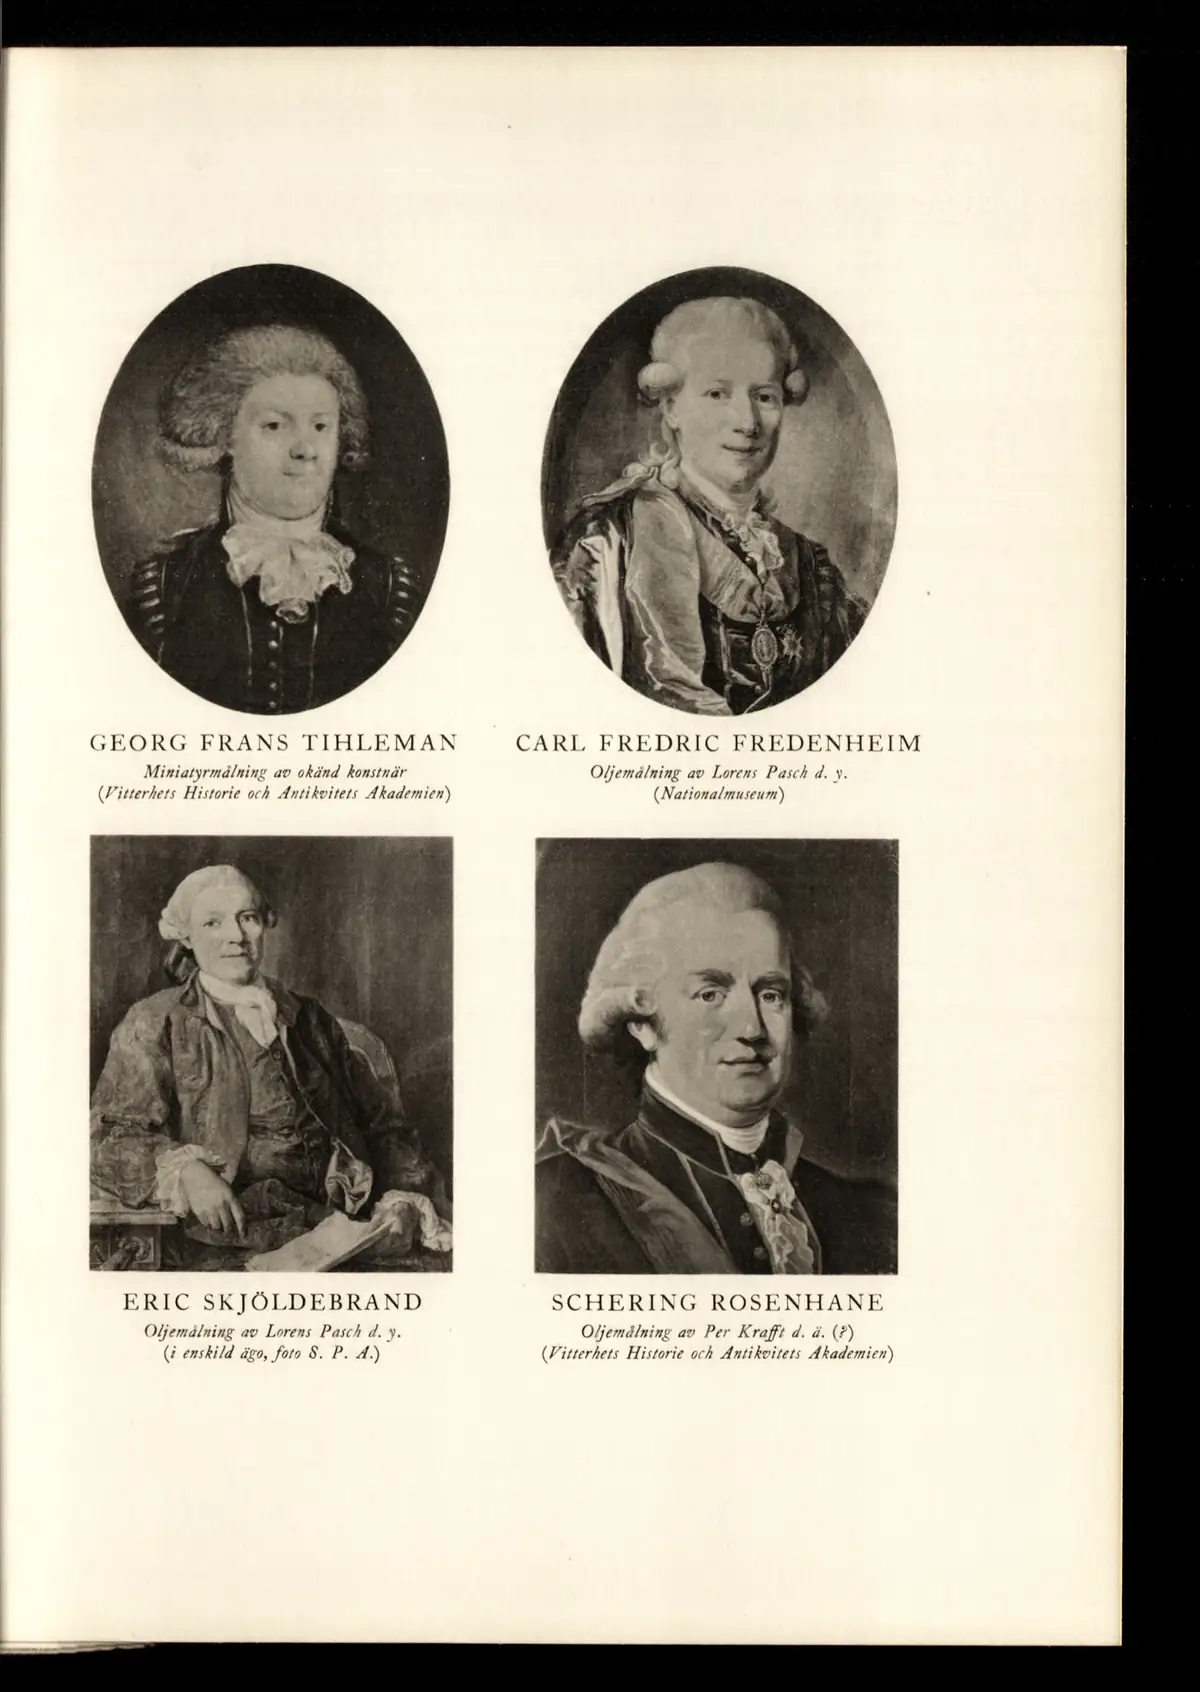 GEORG FRANS TIHLEMAN
Miniatyrmålning av okänd konstnär
(Vitterhets Historie och Antikvitets Akademien)
CARL FREDRIC FREDENHEIM
Oljemålning av Lorens Pasch d. y.
(Nationalmuseum)
ERIC SKJÖLDEBRAND
Oljemålning av Lorens Pasch d. y.
(i enskild ägo, foto S. P. A.)
SCHERING ROSENHANE
Oljemålning av Per Krafft d. ä. (?)
(Vitterhets Historie och Antikvitets Akademien)